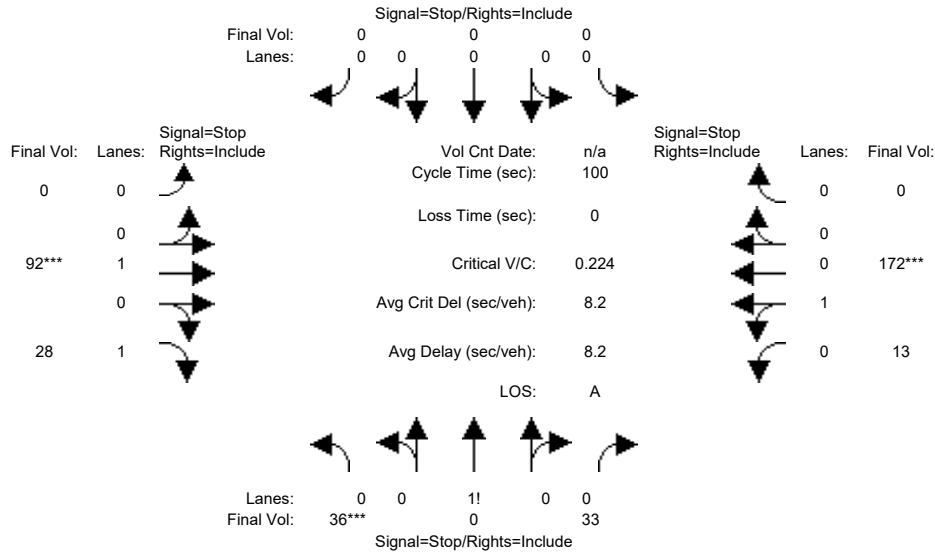 Signal=Stop/Rights=Include
Final Vol: 0 0 0
Lanes: 0 0 0 0 0
Signal=Stop Signal=Stop
Final Vol: Lanes: Rights=Include Vol Cnt Date: n/a Rights=Include Lanes: Final Vol:
Cycle Time (sec): 100
0 0 0 0
Loss Time (sec): 0
0 0
92*** 1 Critical V/C: 0.224 0 172***
0 Avg Crit Del (sec/veh): 8.2 1
28 1 Avg Delay (sec/veh): 8.2 0 13
LOS: A
Lanes: 0 0 1! 0 0
Final Vol: 36*** 0 33
Signal=Stop/Rights=Include